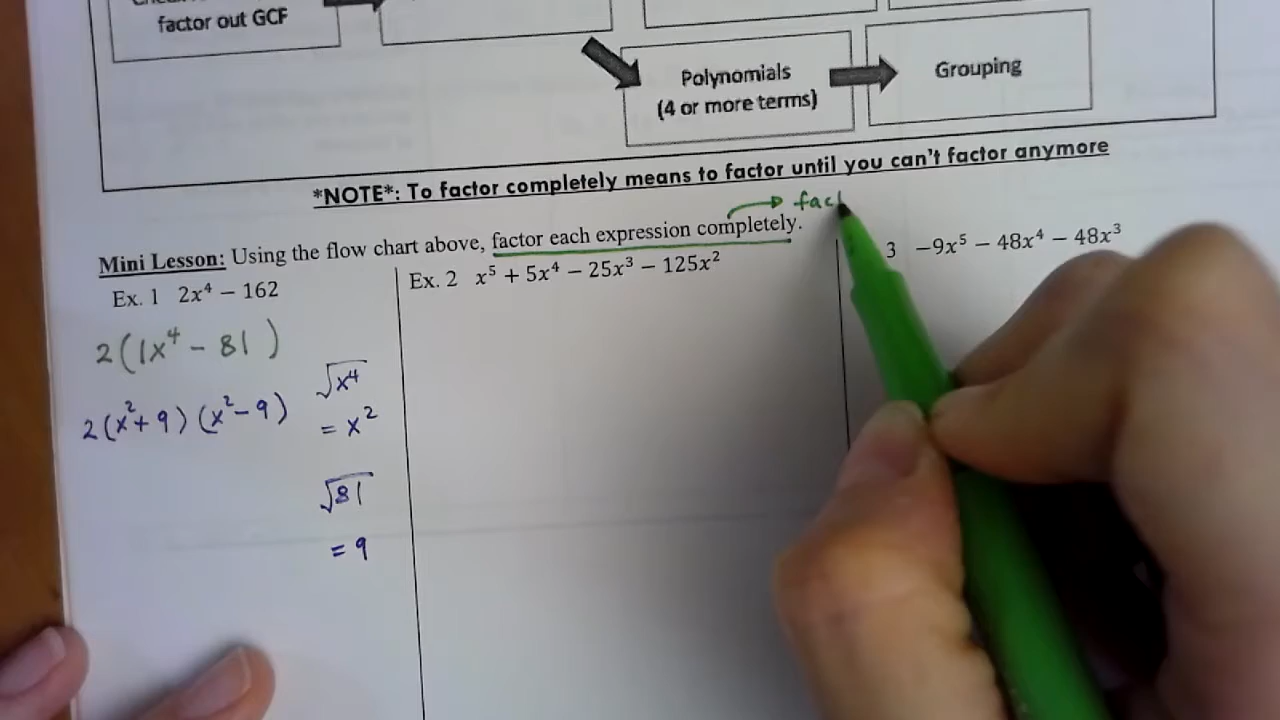 factor out GCF
Polynomials
(4 or more terms)
Grouping
*NOTE*: To factor completely means to factor until you can't factor anymore
Mini Lesson: Using the flow chart above, factor each expression completely.
Ex. 1 2x⁴ − 162
2(1x⁴ − 81)
2(x²+9)(x²−9)
√x⁴
= x²
√81
= 9
Ex. 2 x⁵ + 5x⁴ − 25x³ − 125x²
3 −9x⁵ − 48x⁴ − 48x³